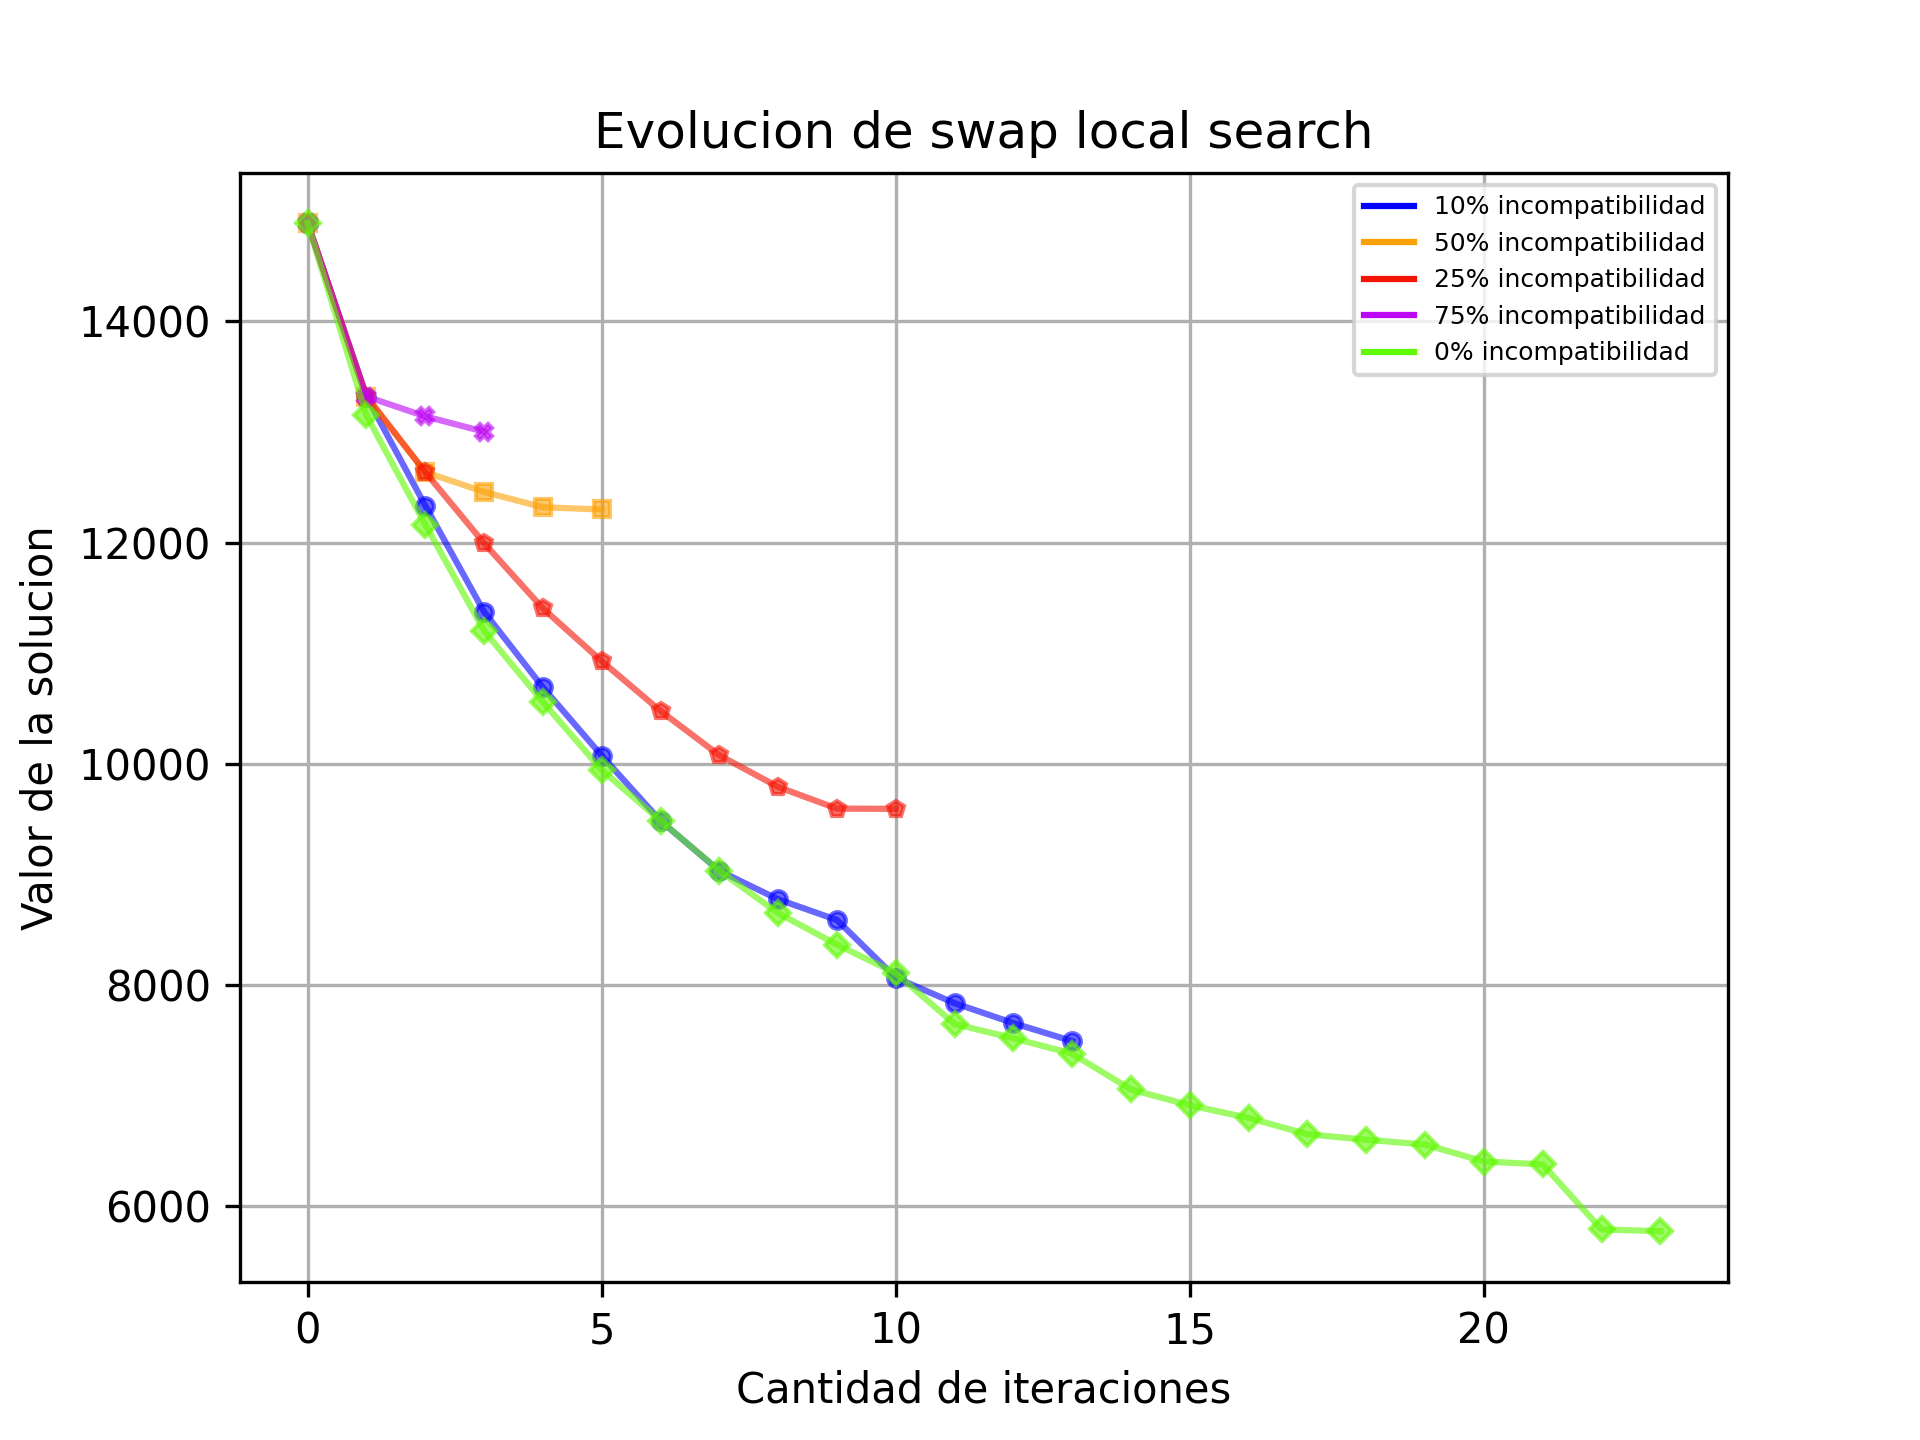 Evolucion de swap local search
10% incompatibilidad
50% incompatibilidad
25% incompatibilidad
75% incompatibilidad
0% incompatibilidad
Valor de la solucion
14000
12000
10000
8000
6000
0 5 10 15 20
Cantidad de iteraciones